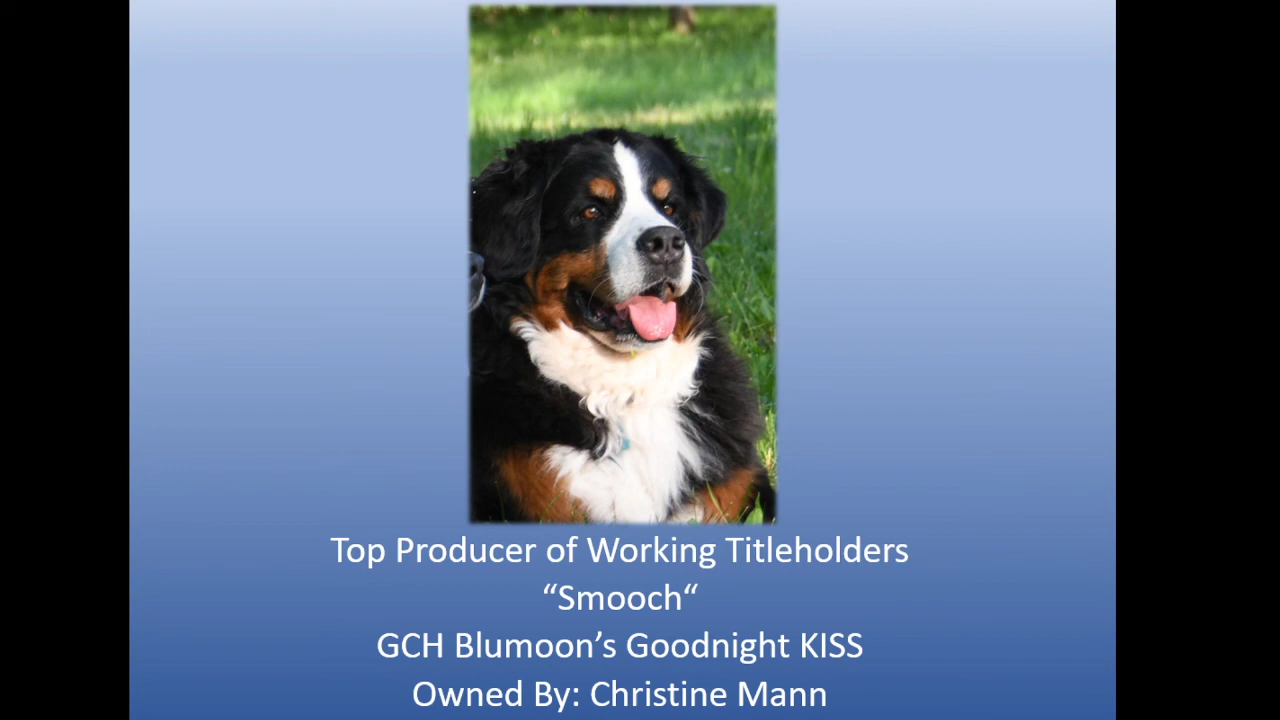 Top Producer of Working Titleholders
“Smooch“
GCH Blumoon’s Goodnight KISS
Owned By: Christine Mann